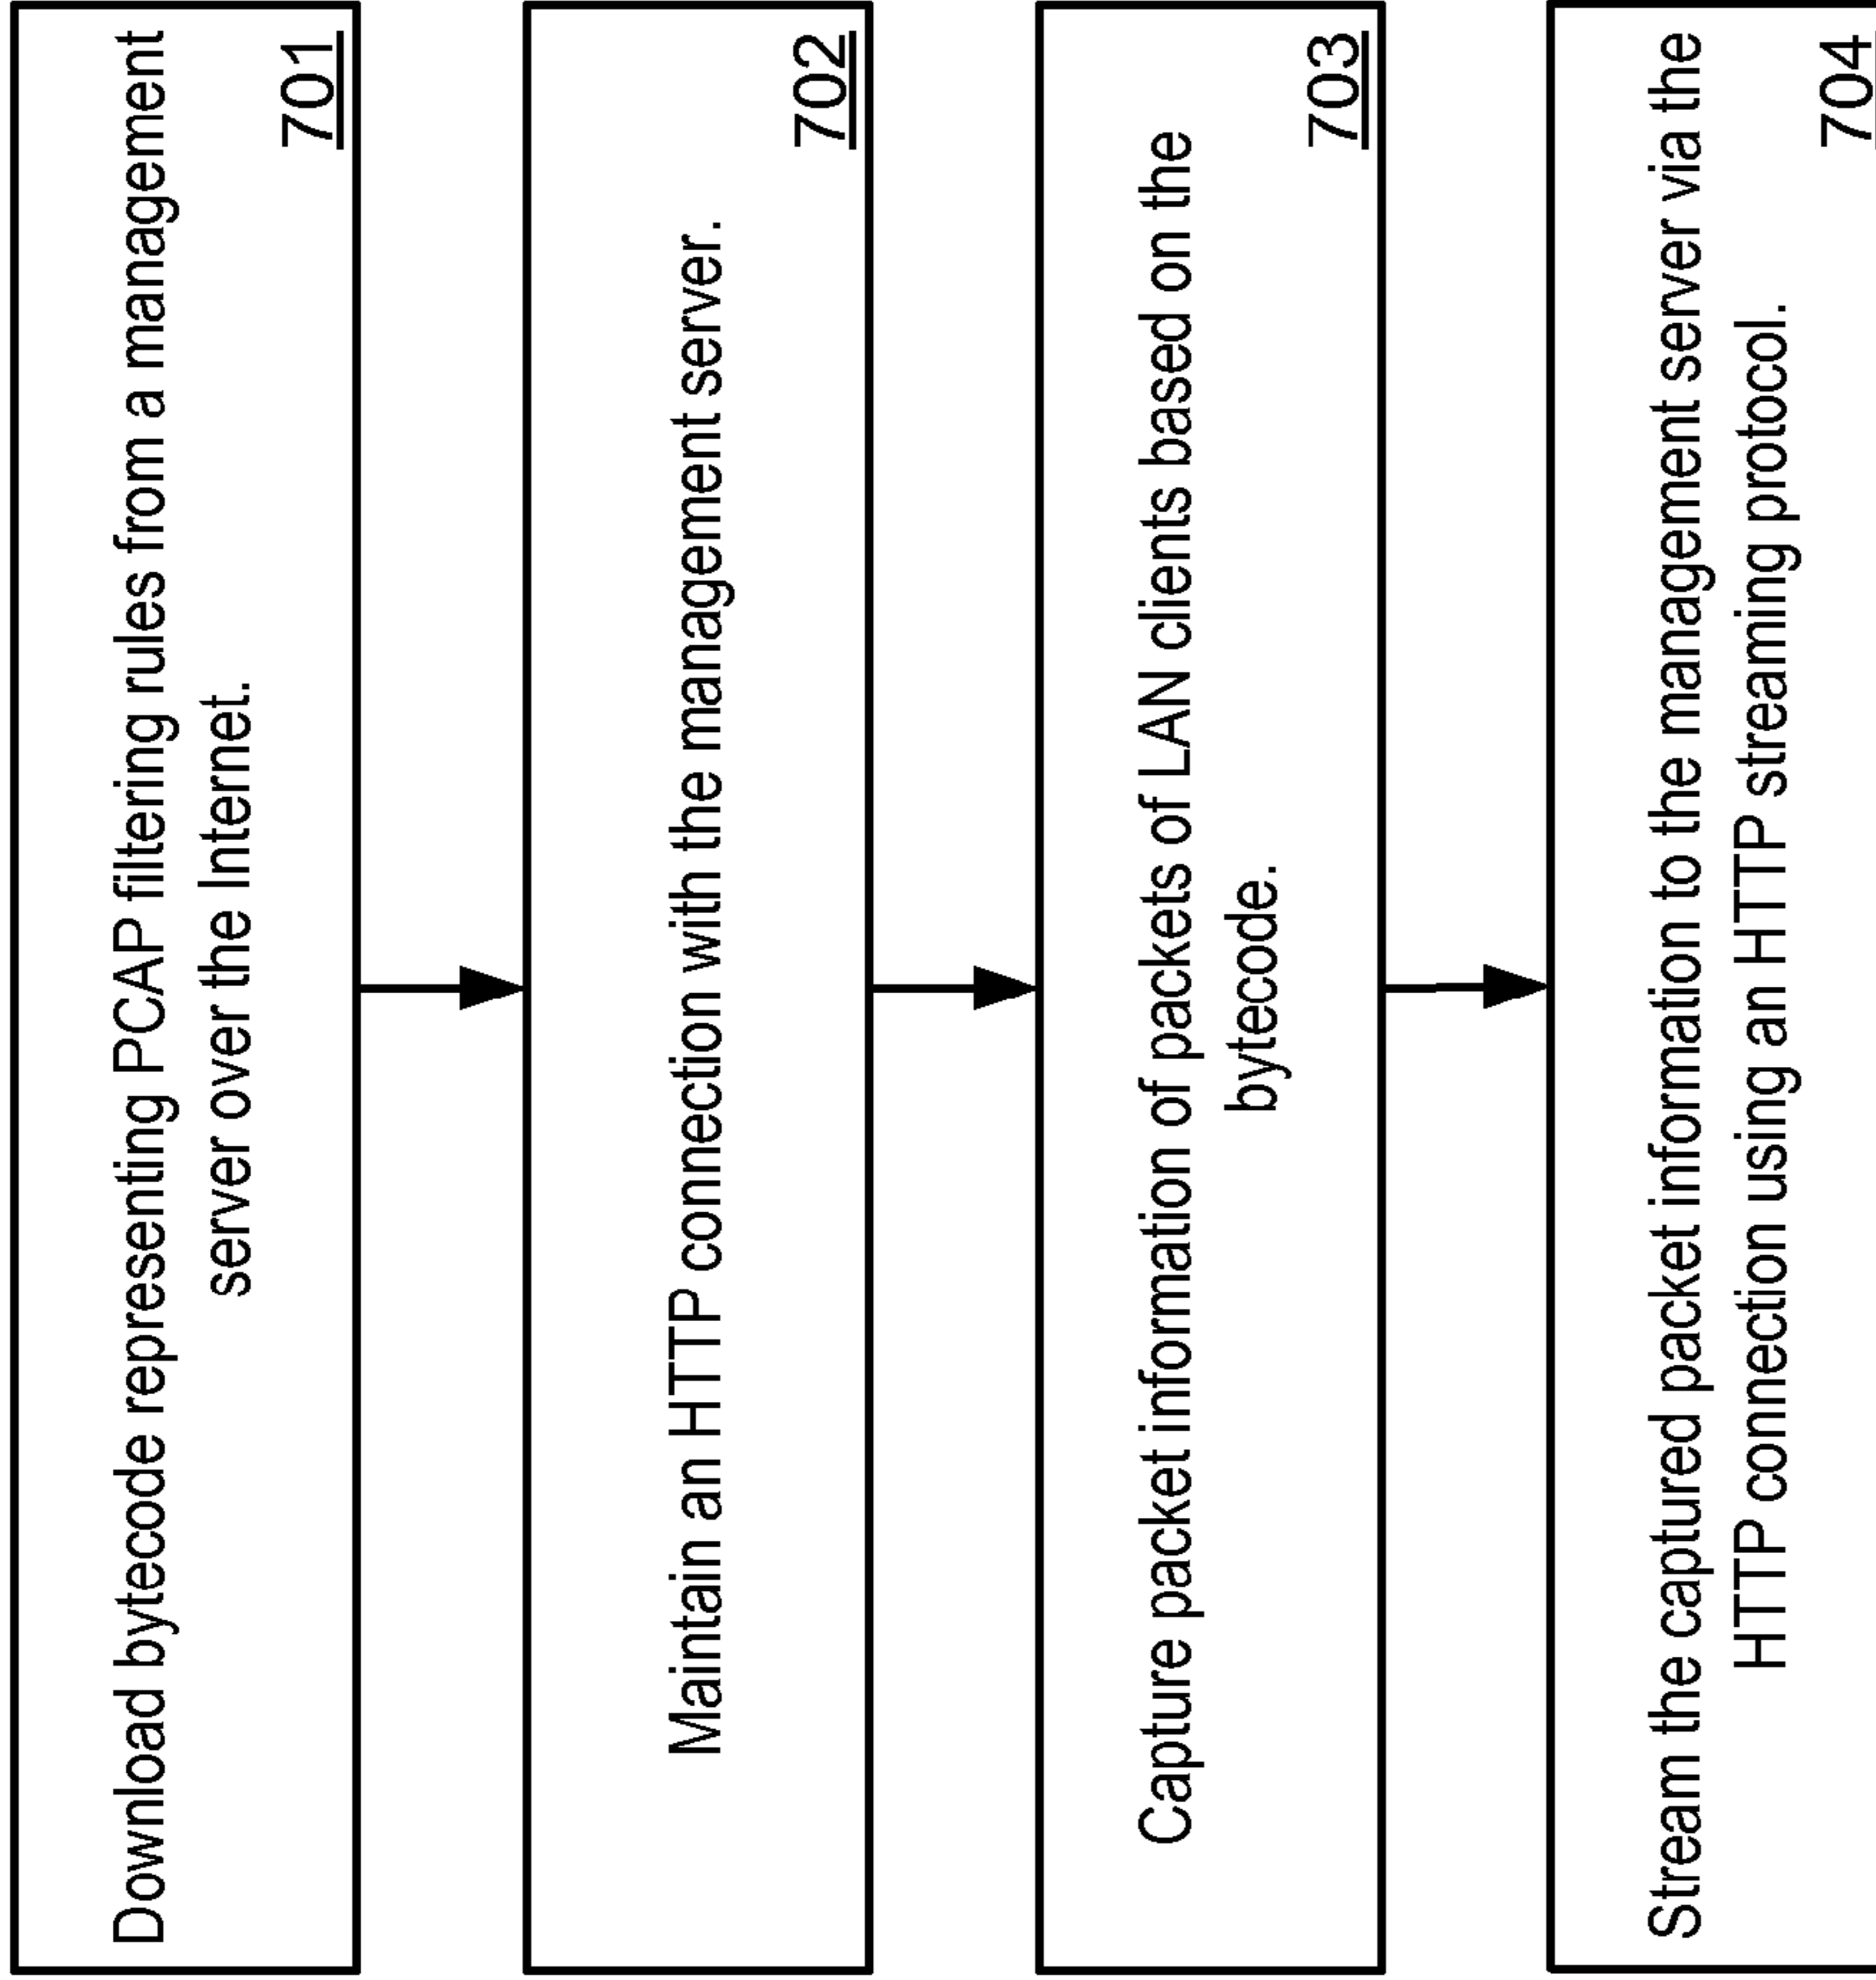 Download bytecode representing PCAP filtering rules from a management
server over the Internet.
701
Maintain an HTTP connection with the management server.
702
Capture packet information of packets of LAN clients based on the
bytecode.
703
Stream the captured packet information to the management server via the
HTTP connection using an HTTP streaming protocol.
704